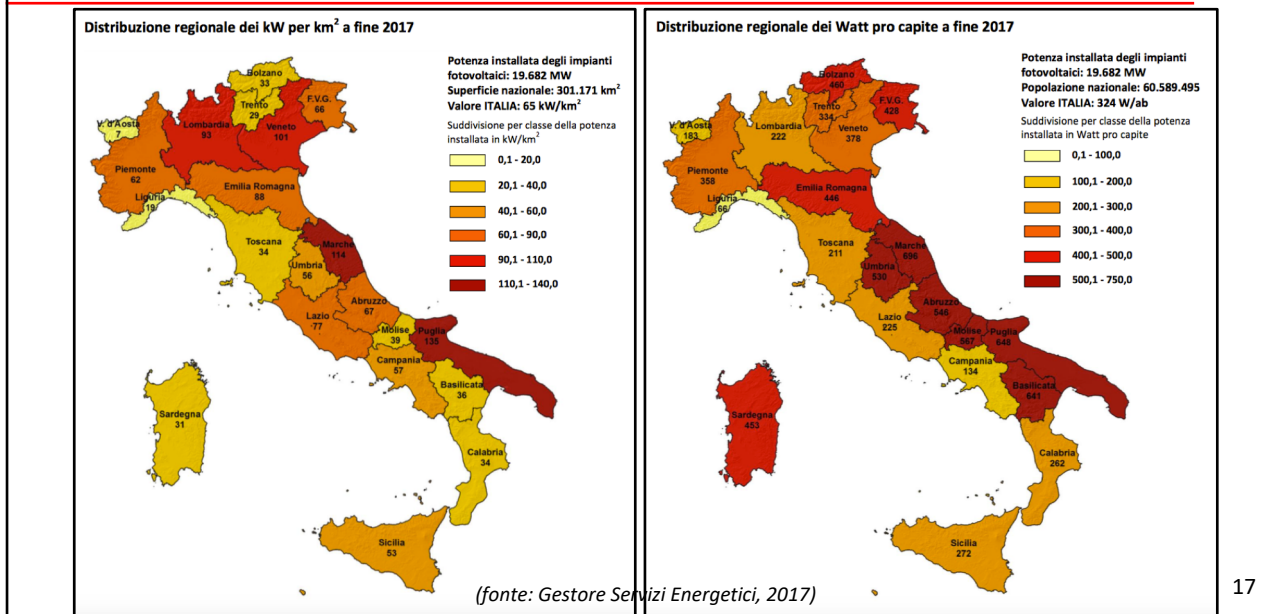 Distribuzione regionale dei kW per km² a fine 2017
Potenza installata degli impianti
fotovoltaici: 19.682 MW
Superficie nazionale: 301.171 km²
Valore ITALIA: 65 kW/km²
Suddivisione per classe della potenza
installata in kW/km²
0,1 - 20,0
20,1 - 40,0
40,1 - 60,0
60,1 - 90,0
90,1 - 110,0
110,1 - 140,0
Bolzano
33
Trento
29
F.V.G.
66
V. d'Aosta
7
Lombardia
93
Veneto
101
Piemonte
62
Emilia Romagna
88
Liguria
19
Toscana
34
Marche
114
Umbria
56
Lazio
77
Abruzzo
67
Molise
39
Puglia
135
Campania
57
Basilicata
36
Sardegna
31
Calabria
34
Sicilia
53
Distribuzione regionale dei Watt pro capite a fine 2017
Potenza installata degli impianti
fotovoltaici: 19.682 MW
Popolazione nazionale: 60.589.495
Valore ITALIA: 324 W/ab
Suddivisione per classe della potenza
installata in Watt pro capite
0,1 - 100,0
100,1 - 200,0
200,1 - 300,0
300,1 - 400,0
400,1 - 500,0
500,1 - 750,0
Bolzano
460
Trento
334
F.V.G.
428
V. d'Aosta
183
Lombardia
222
Veneto
378
Piemonte
358
Emilia Romagna
446
Liguria
66
Toscana
211
Marche
696
Umbria
530
Abruzzo
546
Lazio
225
Molise
567
Puglia
648
Campania
134
Basilicata
641
Sardegna
453
Calabria
262
Sicilia
272
(fonte: Gestore Servizi Energetici, 2017)
17